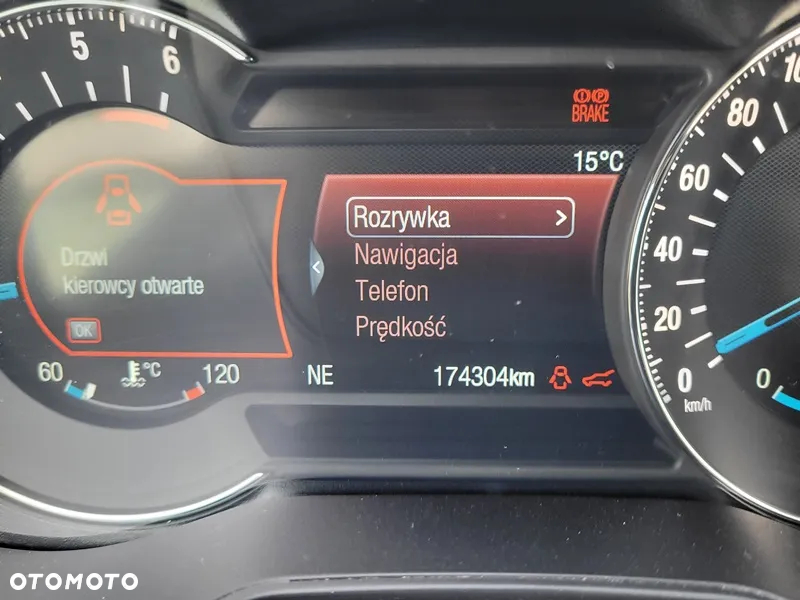 5
6
BRAKE
15°C
100
80
60
40
20
0
km/h
0
Rozrywka >
Nawigacja
Telefon
Prędkość
Drzwi
kierowcy otwarte
OK
60 °C 120
NE
174304km
OTOMOTO